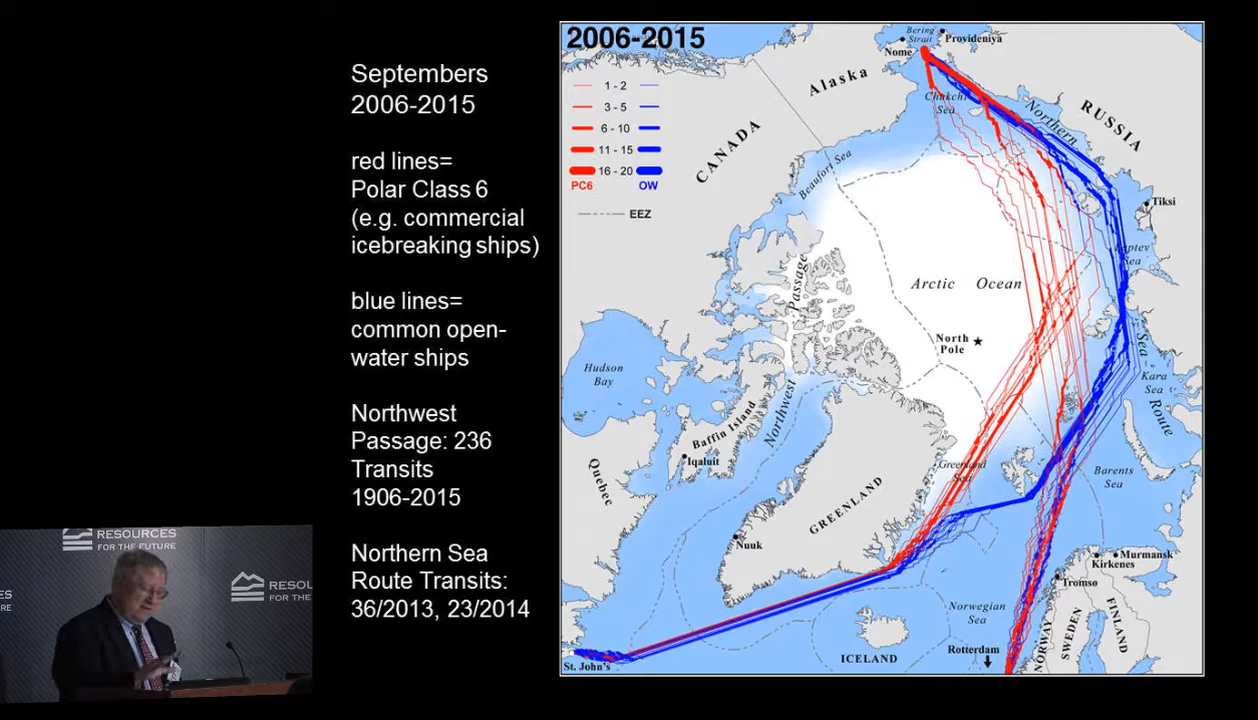 Septembers
2006-2015
red lines=
Polar Class 6
(e.g. commercial
icebreaking ships)
blue lines=
common open-
water ships
Northwest
Passage: 236
Transits
1906-2015
Northern Sea
Route Transits:
36/2013, 23/2014
RESOURCES
FOR THE FUTURE
RESOU
FOR THE
ES
RE
2006-2015
1 - 2
3 - 5
6 - 10
11 - 15
16 - 20
PC6
OW
EEZ
Bering
Strait
Provideniya
Nome
Alaska
Chukchi
Sea
Northern
RUSSIA
CANADA
Beaufort Sea
Tiksi
Laptev
Sea
Passage
Arctic Ocean
North
Pole
Sea
Hudson
Bay
Kara
Sea
Route
Northwest
Baffin Island
Iqaluit
Greenland
Sea
Barents
Sea
Quebec
GREENLAND
Nuuk
Murmansk
Kirkenes
Tromsø
Norwegian
Sea
NORWAY
SWEDEN
FINLAND
Rotterdam
ICELAND
St. John's